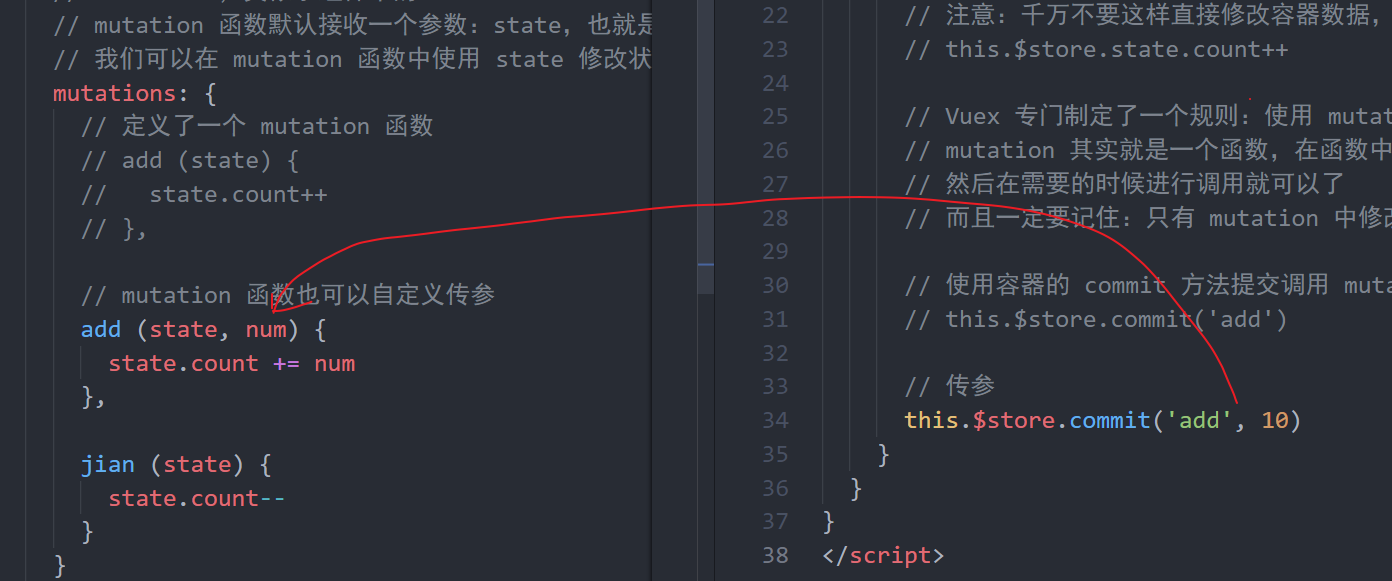 // mutation 函数默认接收一个参数：state，也就是
// 我们可以在 mutation 函数中使用 state 修改状
mutations: {
// 定义了一个 mutation 函数
// add (state) {
//   state.count++
// },
// mutation 函数也可以自定义传参
add (state, num) {
state.count += num
},
jian (state) {
state.count--
}
}
22 // 注意：千万不要这样直接修改容器数据，
23 // this.$store.state.count++
24
25 // Vuex 专门制定了一个规则：使用 mutat
26 // mutation 其实就是一个函数，在函数中
27 // 然后在需要的时候进行调用就可以了
28 // 而且一定要记住：只有 mutation 中修改
29
30 // 使用容器的 commit 方法提交调用 muta
31 // this.$store.commit('add')
32
33 // 传参
34 this.$store.commit('add', 10)
35 }
36 }
37 }
38 </script>